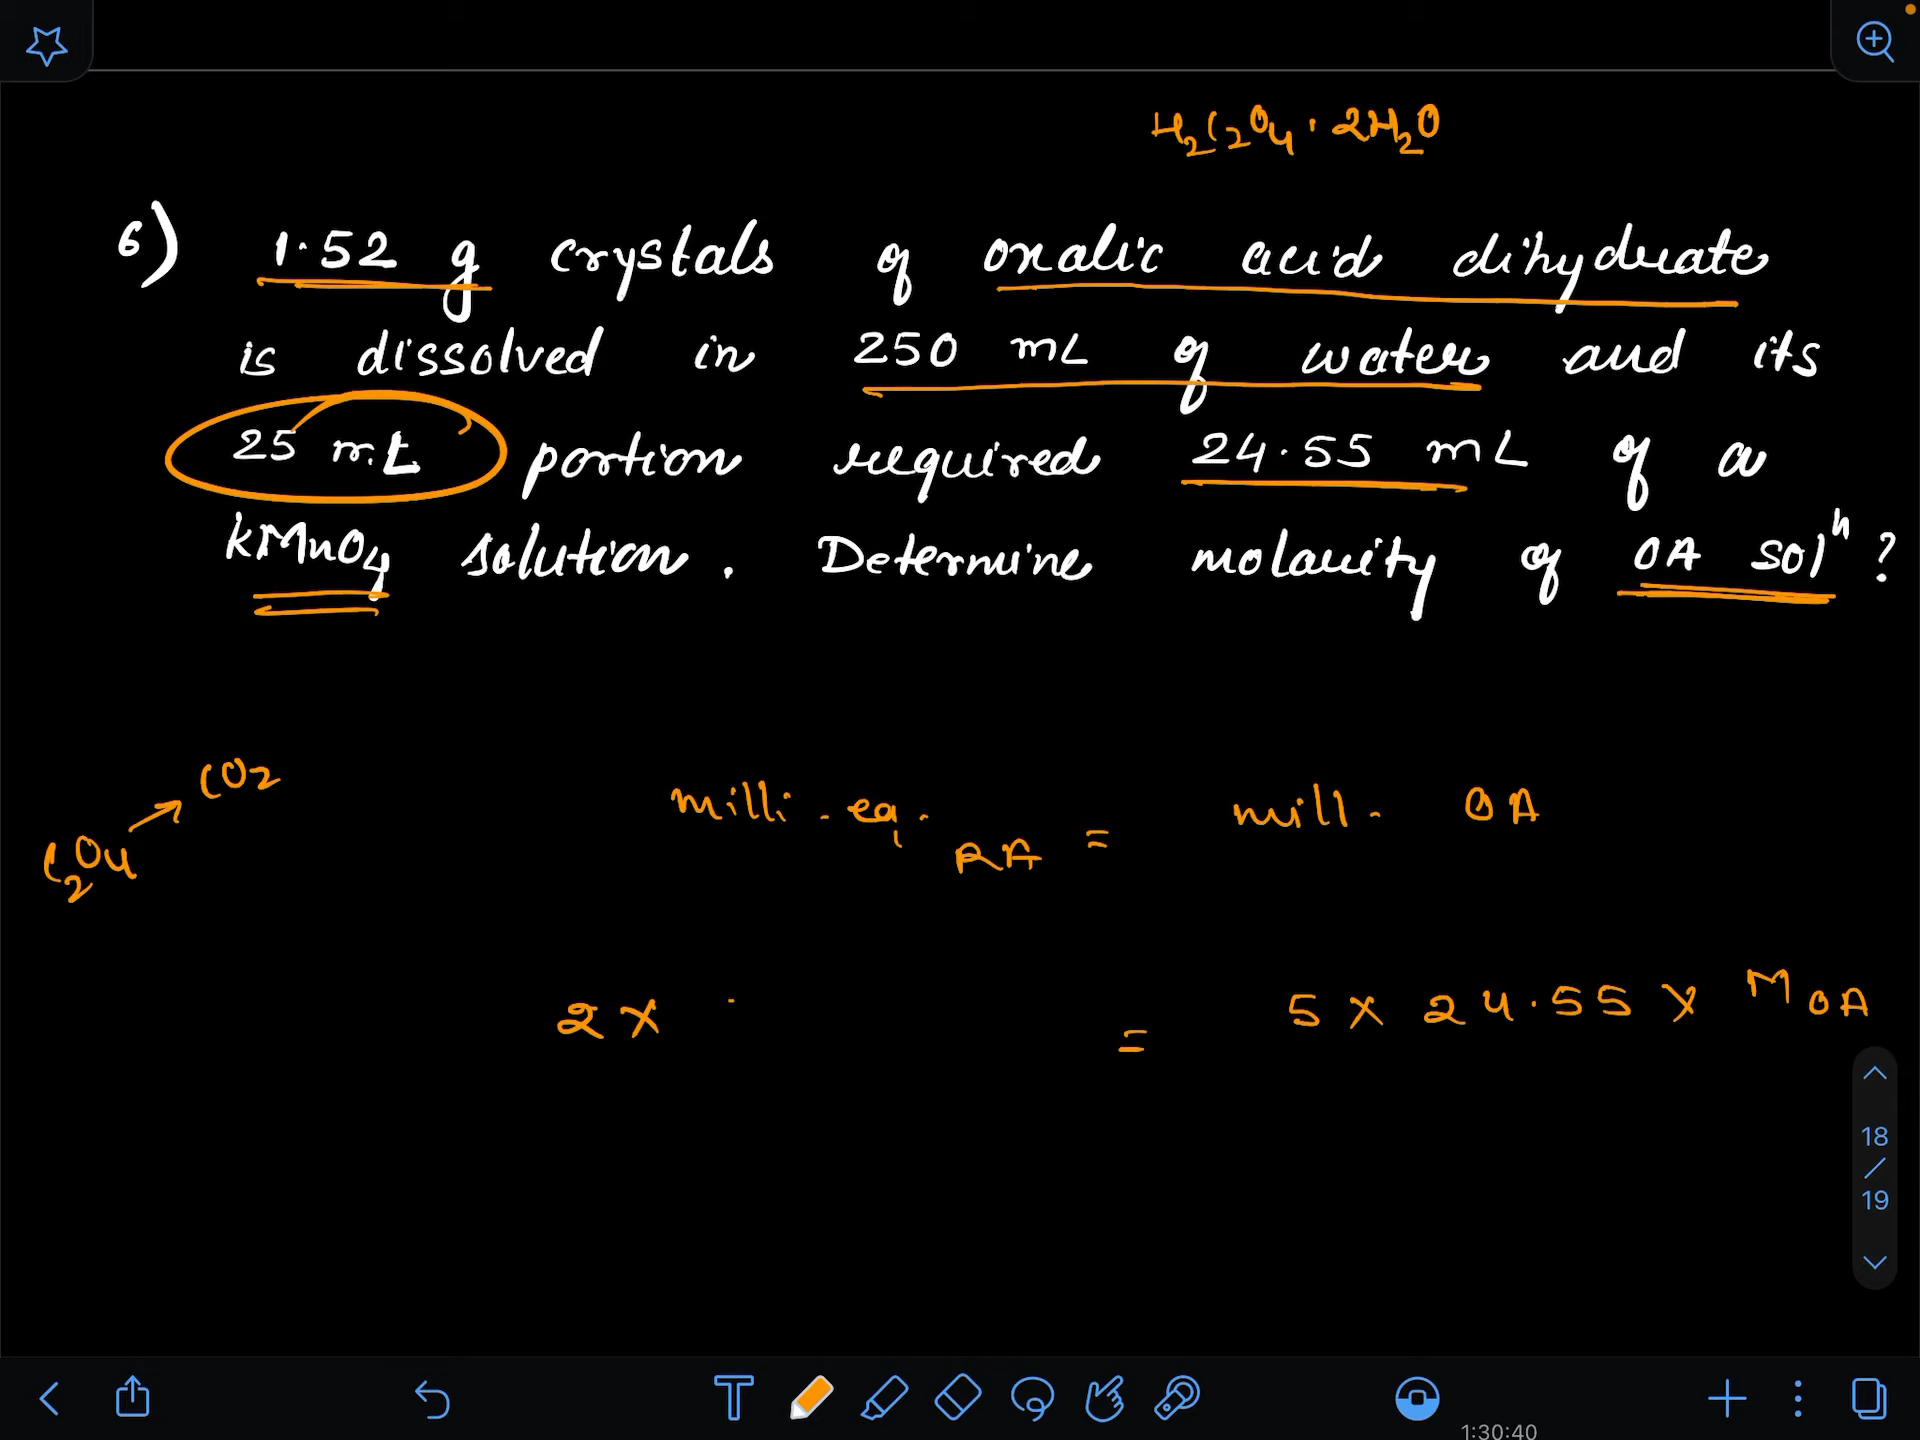 H₂C₂O₄ · 2H₂O
6) 1.52 g crystals of oxalic acid dihydrate
is dissolved in 250 mL of water and its
25 mL portion required 24.55 mL of a
kMnO₄ solution. Determine molarity of OA solⁿ ?
CO₂
C₂O₄
milli - eq. RA = mill - OA
2 × = 5 × 24.55 × M OA
18
/
19
T
1:30:40